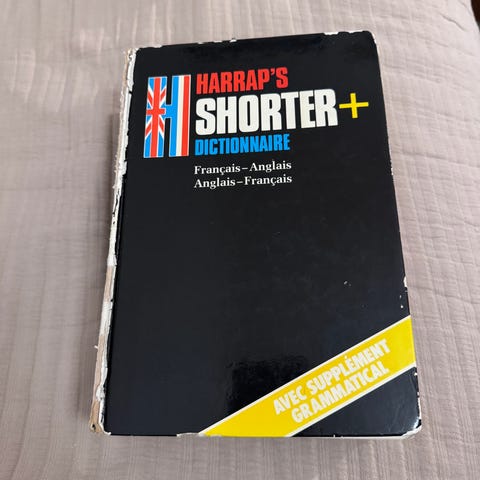 HARRAP'S
SHORTER+
DICTIONNAIRE
Français–Anglais
Anglais–Français
AVEC SUPPLÉMENT
GRAMMATICAL